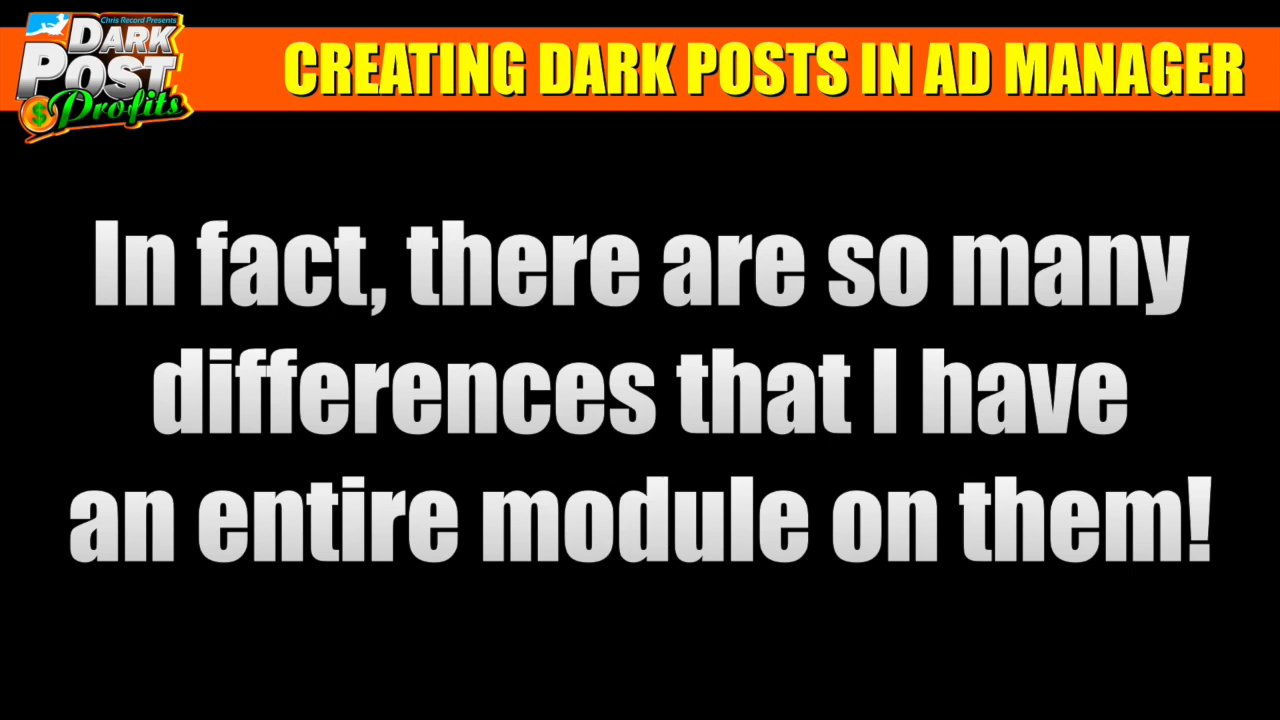 Chris Record Presents
DARK
POST
$ Profits
CREATING DARK POSTS IN AD MANAGER
In fact, there are so many
differences that I have
an entire module on them!